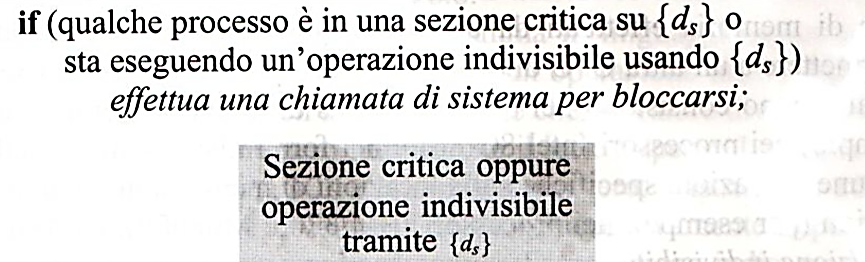 if (qualche processo è in una sezione critica su {dₛ} o
sta eseguendo un'operazione indivisibile usando {dₛ})
effettua una chiamata di sistema per bloccarsi;
Sezione critica oppure
operazione indivisibile
tramite {dₛ}